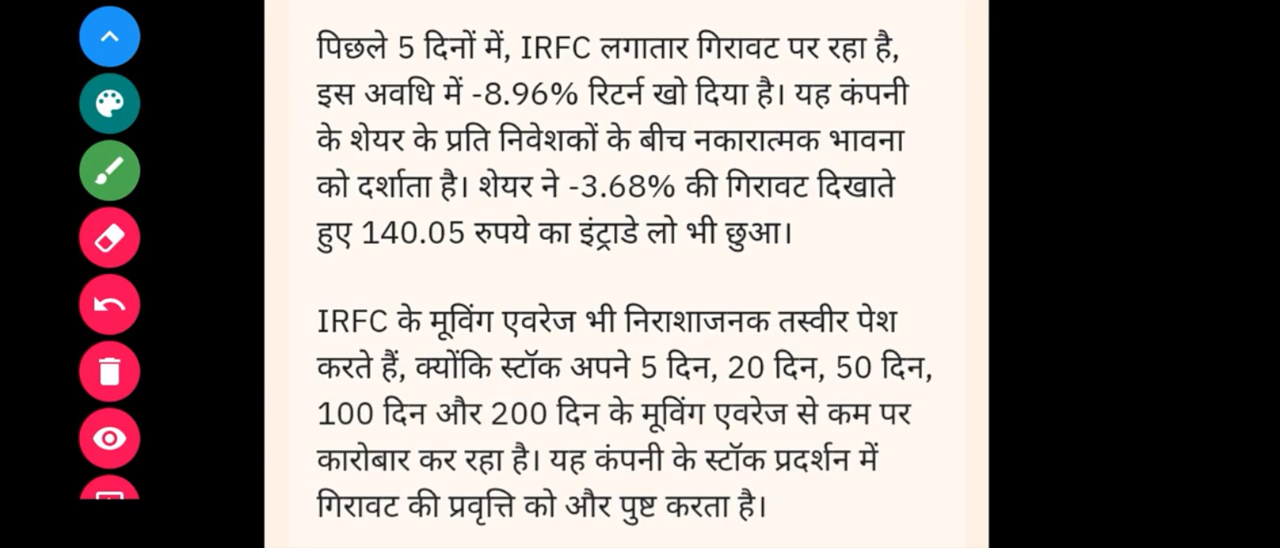 पिछले 5 दिनों में, IRFC लगातार गिरावट पर रहा है,
इस अवधि में -8.96% रिटर्न खो दिया है। यह कंपनी
के शेयर के प्रति निवेशकों के बीच नकारात्मक भावना
को दर्शाता है। शेयर ने -3.68% की गिरावट दिखाते
हुए 140.05 रुपये का इंट्राडे लो भी छुआ।
IRFC के मूविंग एवरेज भी निराशाजनक तस्वीर पेश
करते हैं, क्योंकि स्टॉक अपने 5 दिन, 20 दिन, 50 दिन,
100 दिन और 200 दिन के मूविंग एवरेज से कम पर
कारोबार कर रहा है। यह कंपनी के स्टॉक प्रदर्शन में
गिरावट की प्रवृत्ति को और पुष्ट करता है।